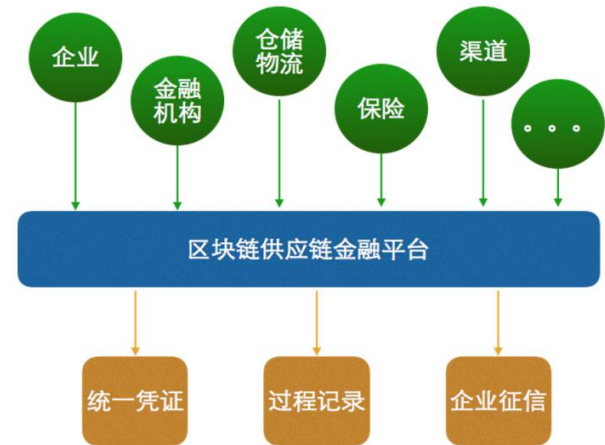 企业
金融
机构
仓储
物流
保险
渠道
。。。
区块链供应链金融平台
统一凭证
过程记录
企业征信